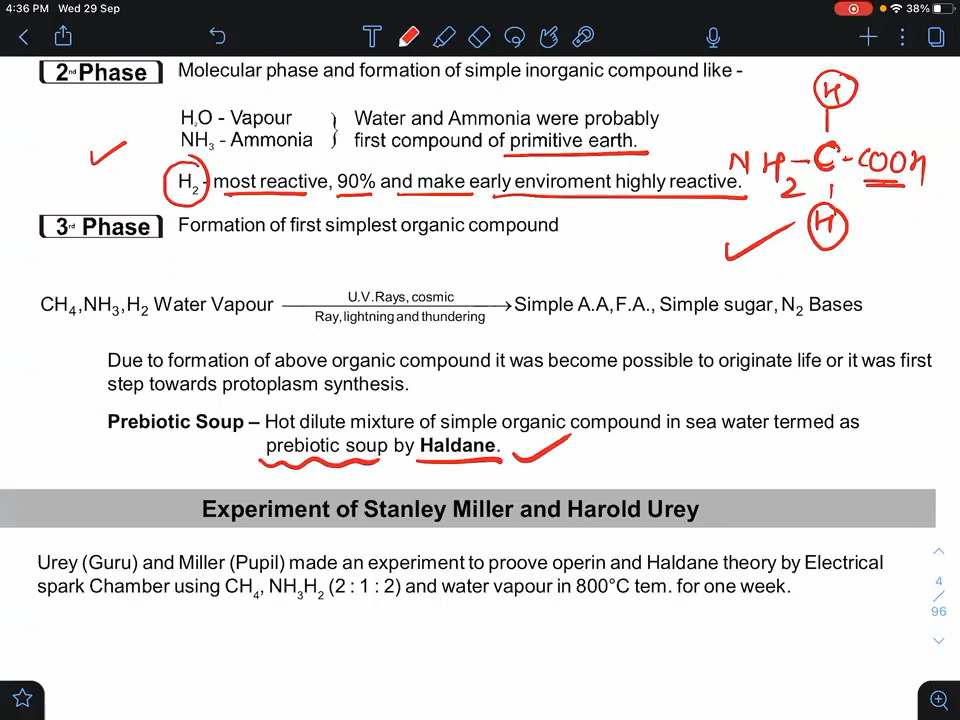 4:36 PM Wed 29 Sep
38%
2nd Phase Molecular phase and formation of simple inorganic compound like -
H2O - Vapour } Water and Ammonia were probably
NH3 - Ammonia } first compound of primitive earth.
H2 - most reactive, 90% and make early enviroment highly reactive.
H
NH2-C-COOH
H
3rd Phase Formation of first simplest organic compound
U.V.Rays, cosmic
CH4,NH3,H2 Water Vapour → Simple A.A,F.A., Simple sugar, N2 Bases
Ray, lightning and thundering
Due to formation of above organic compound it was become possible to originate life or it was first
step towards protoplasm synthesis.
Prebiotic Soup – Hot dilute mixture of simple organic compound in sea water termed as
prebiotic soup by Haldane.
Experiment of Stanley Miller and Harold Urey
Urey (Guru) and Miller (Pupil) made an experiment to proove operin and Haldane theory by Electrical
spark Chamber using CH4, NH3H2 (2 : 1 : 2) and water vapour in 800°C tem. for one week.
4
/
96